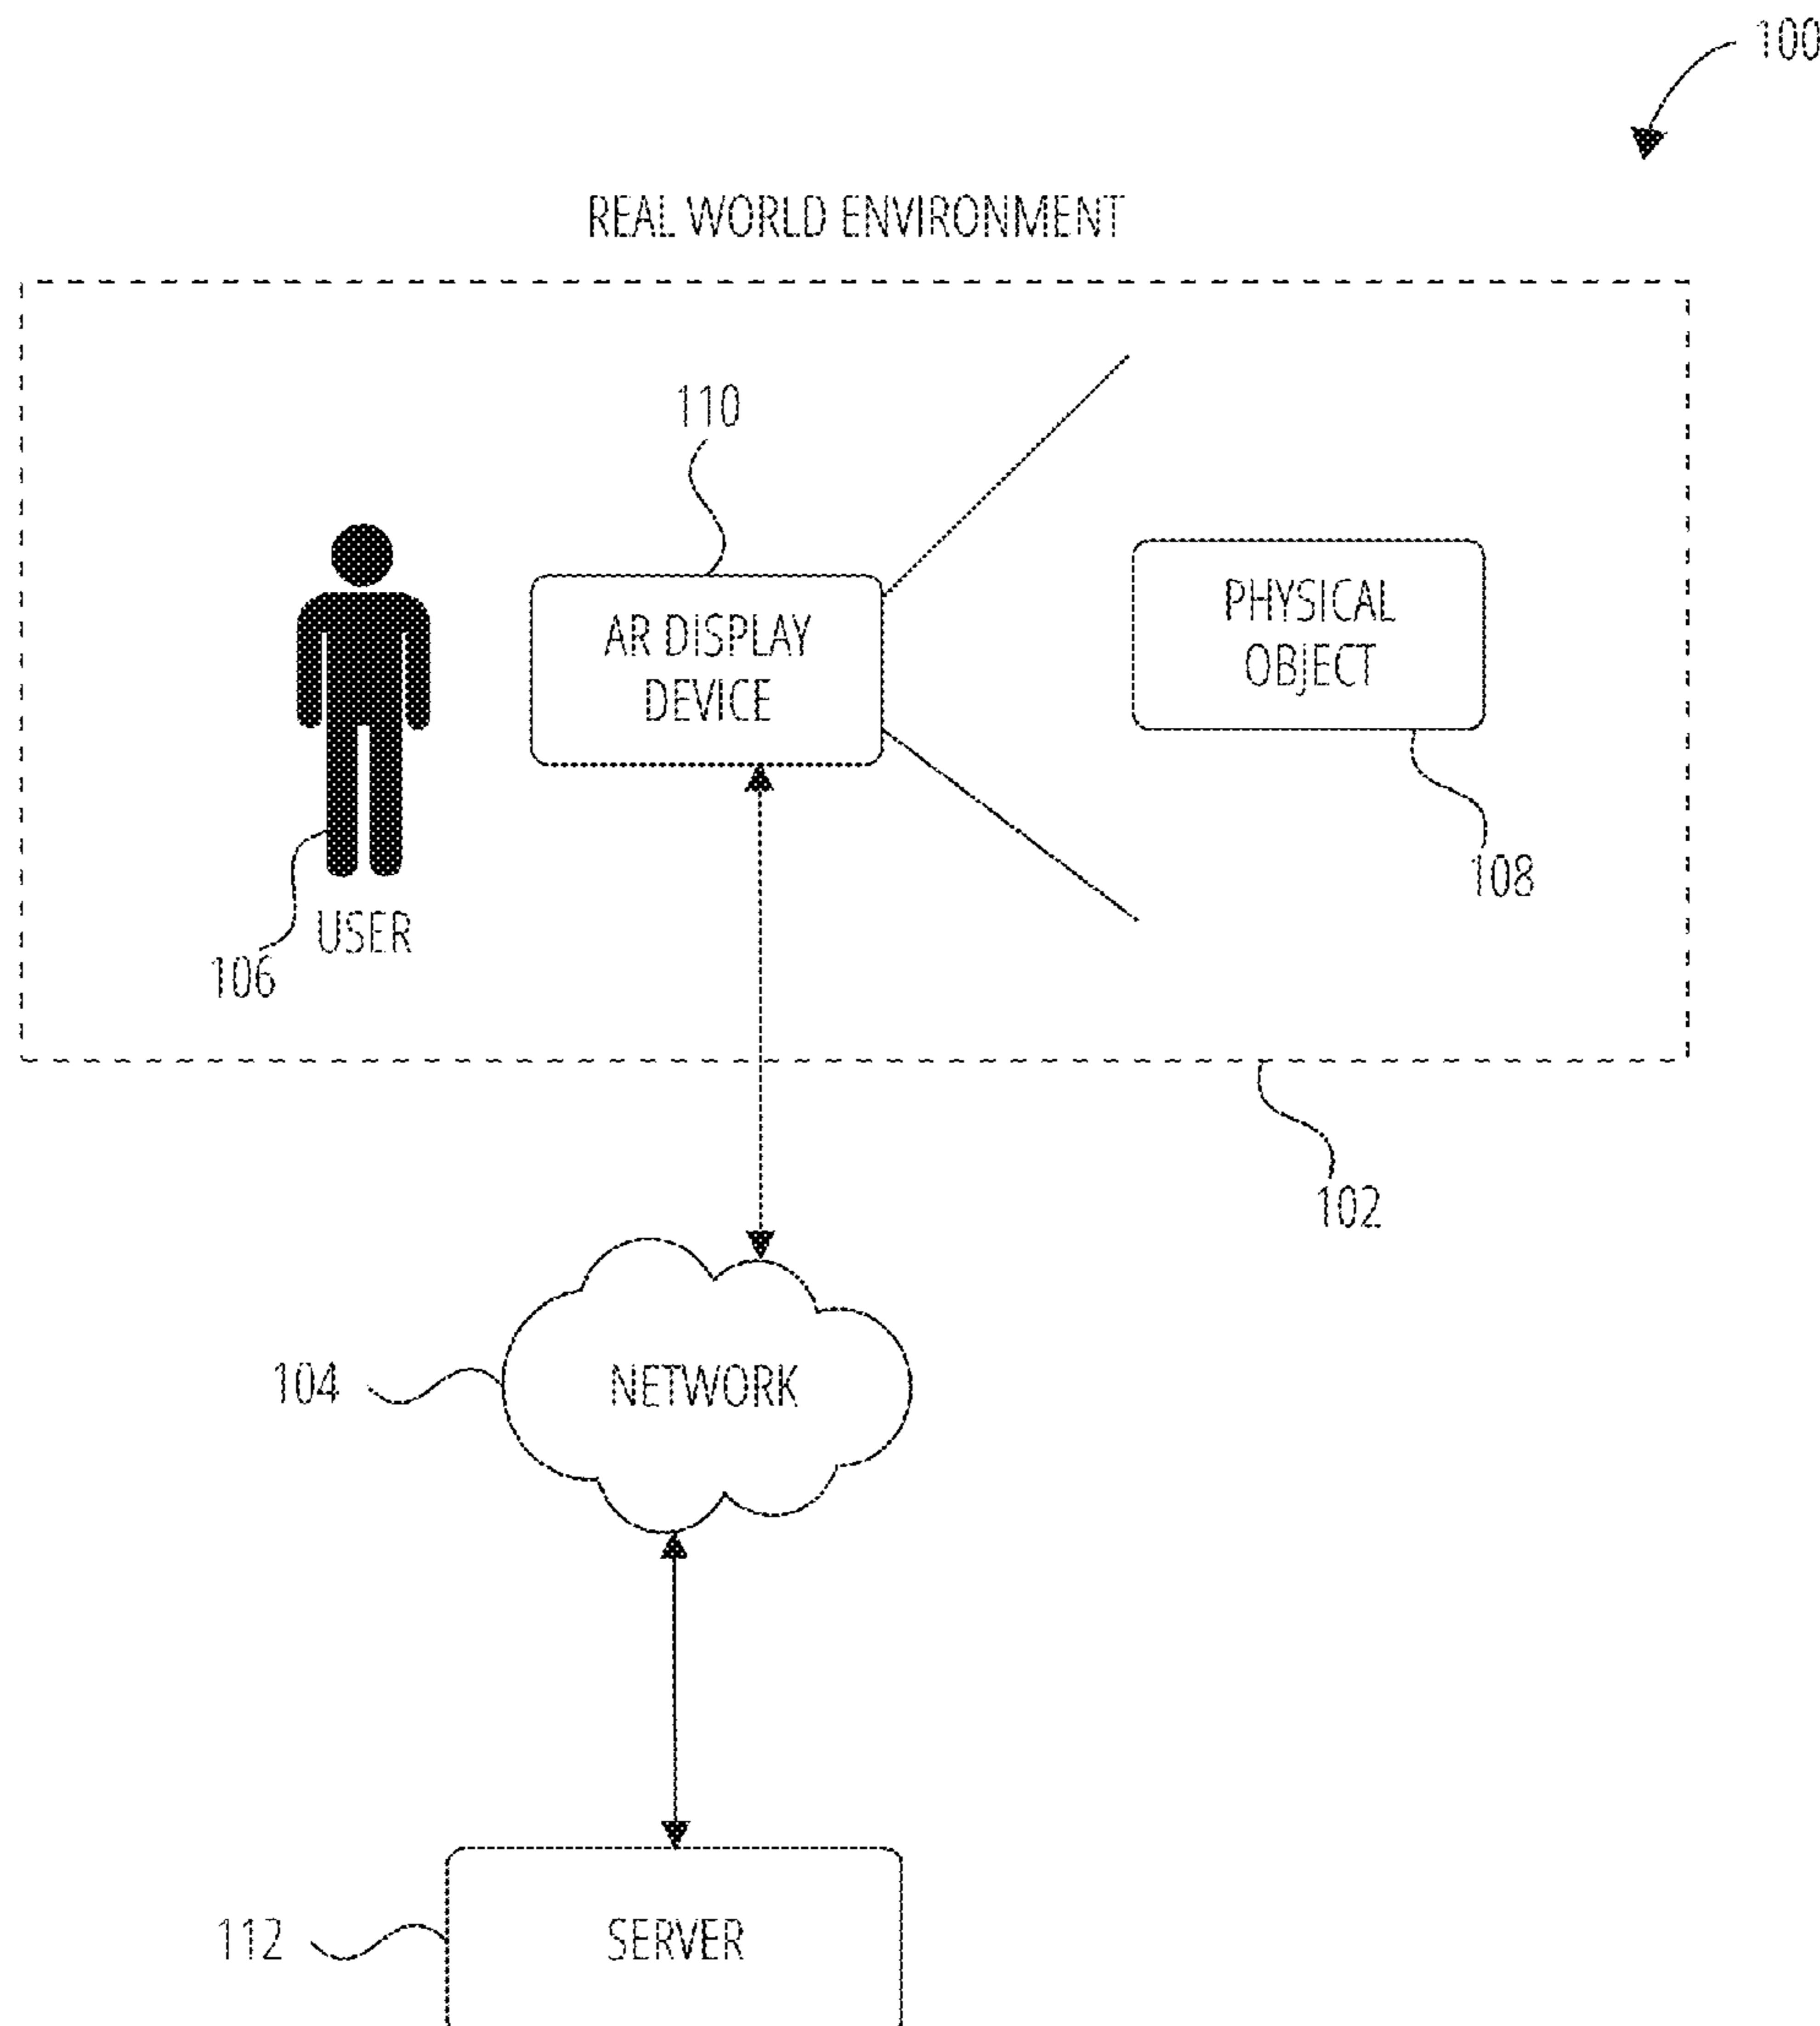 100
REAL WORLD ENVIRONMENT
110
AR DISPLAY
DEVICE
PHYSICAL
OBJECT
108
USER
106
102
104
NETWORK
112
SERVER